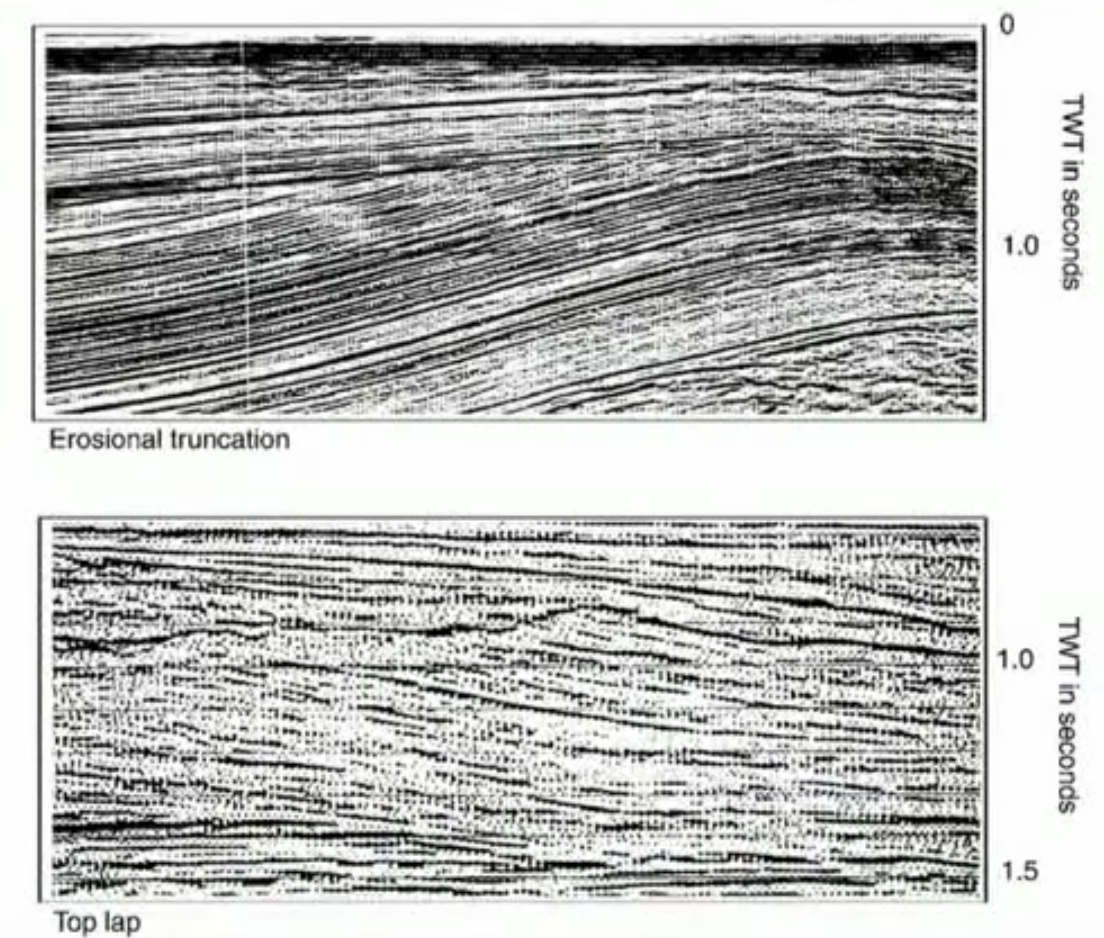 0
TWT in seconds
1.0
Erosional truncation
1.0
TWT in seconds
1.5
Top lap